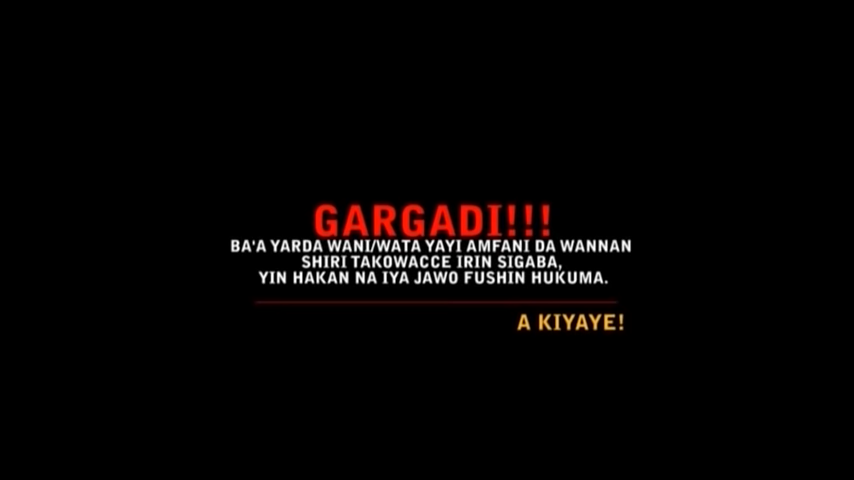 GARGADI!!!
BA'A YARDA WANI/WATA YAYI AMFANI DA WANNAN
SHIRI TAKOWACCE IRIN SIGABA,
YIN HAKAN NA IYA JAWO FUSHIN HUKUMA.
A KIYAYE!